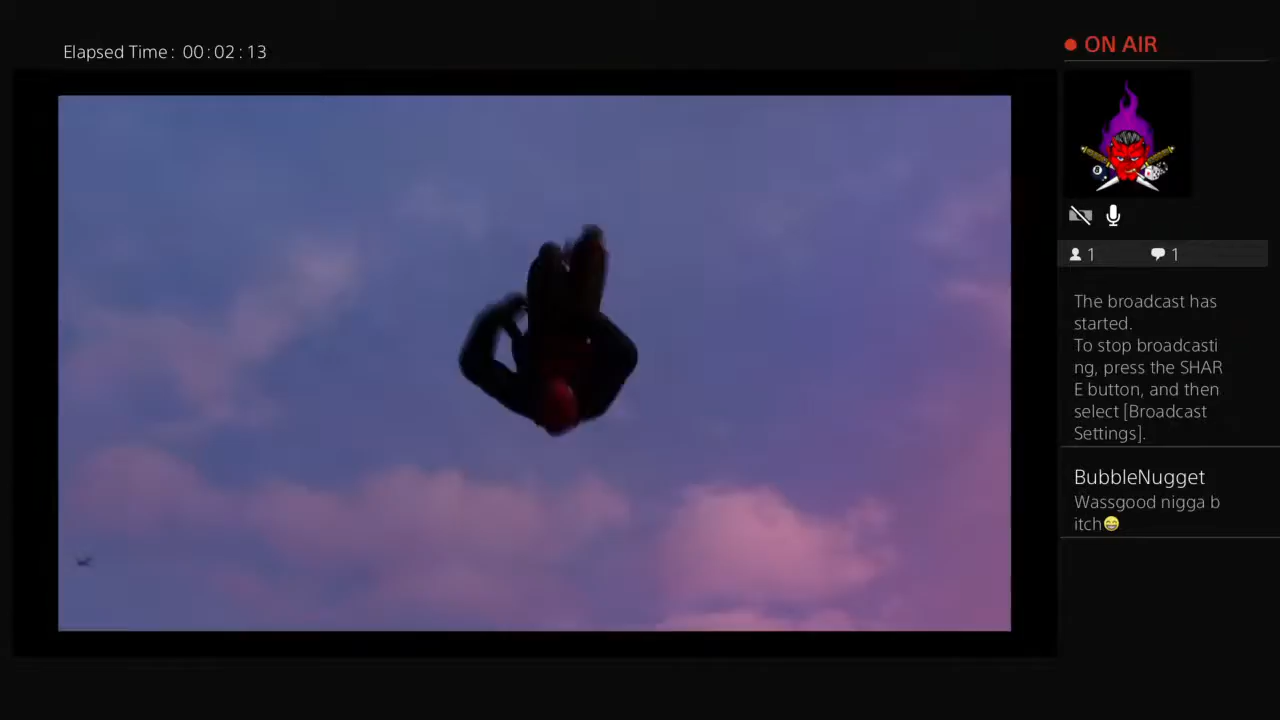 Elapsed Time: 00:02:13
ON AIR
1 1
The broadcast has
started.
To stop broadcasti
ng, press the SHAR
E button, and then
select [Broadcast
Settings].
BubbleNugget
Wassgood nigga b
itch😁